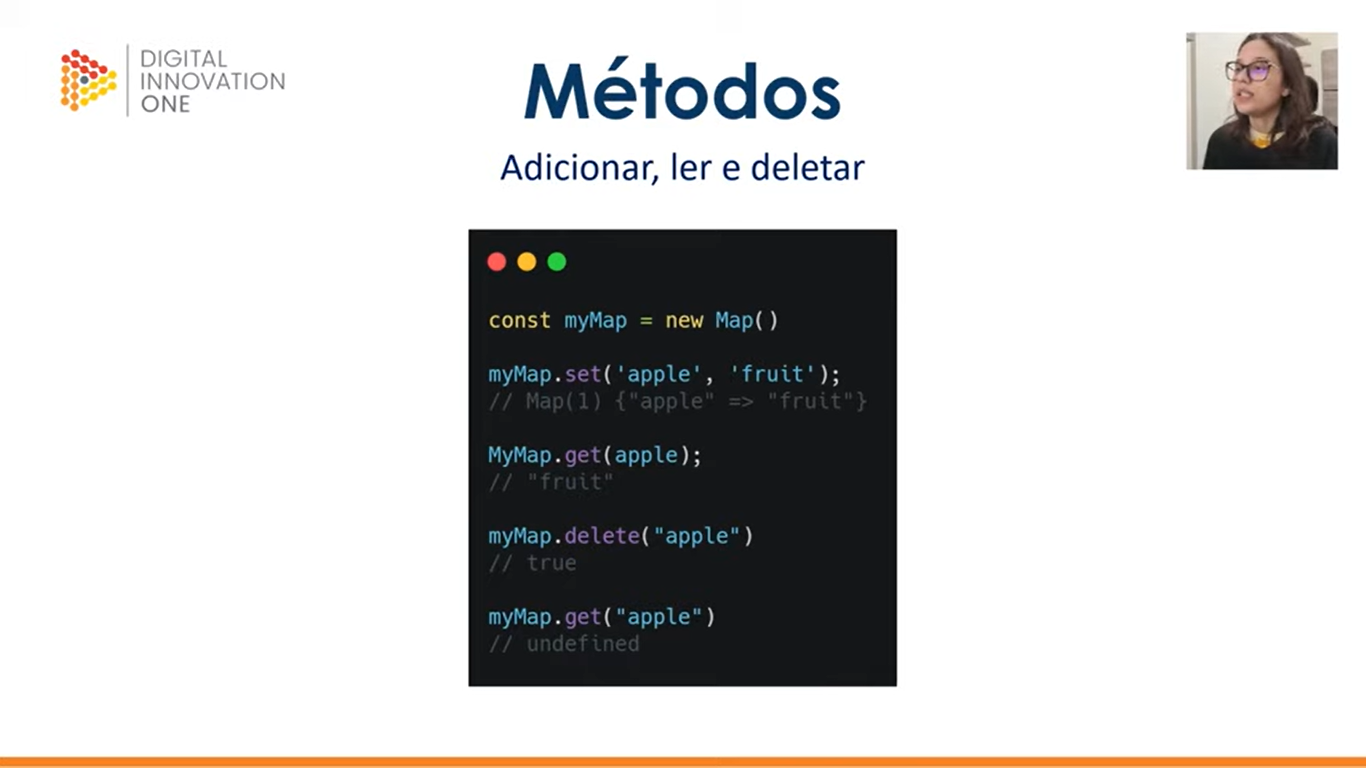 DIGITAL
INNOVATION
ONE
Métodos
Adicionar, ler e deletar
const myMap = new Map()
myMap.set('apple', 'fruit');
// Map(1) {"apple" => "fruit"}
MyMap.get(apple);
// "fruit"
myMap.delete("apple")
// true
myMap.get("apple")
// undefined